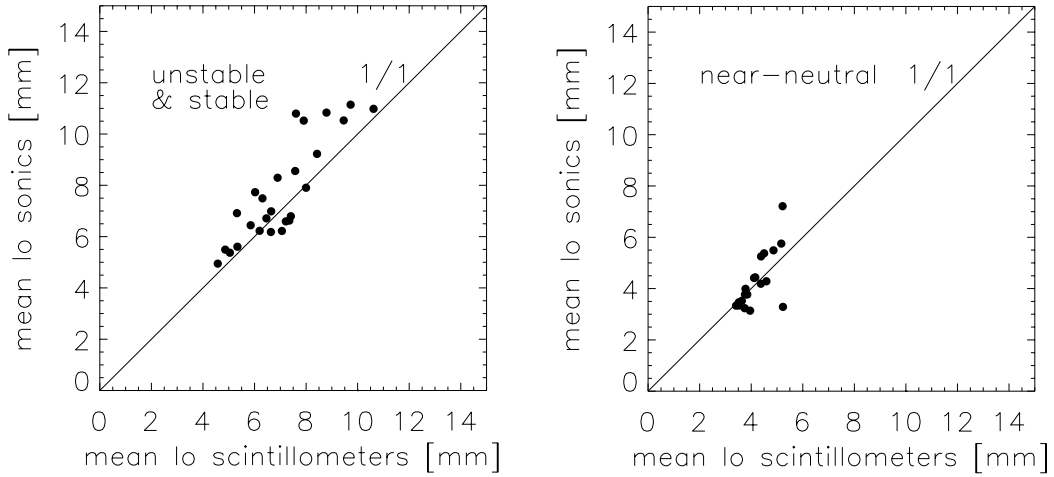 14
12
10
8
6
4
2
0
mean lo sonics [mm]
unstable
& stable
1/1
0 2 4 6 8 10 12 14
mean lo scintillometers [mm]
14
12
10
8
6
4
2
0
mean lo sonics [mm]
near-neutral 1/1
0 2 4 6 8 10 12 14
mean lo scintillometers [mm]